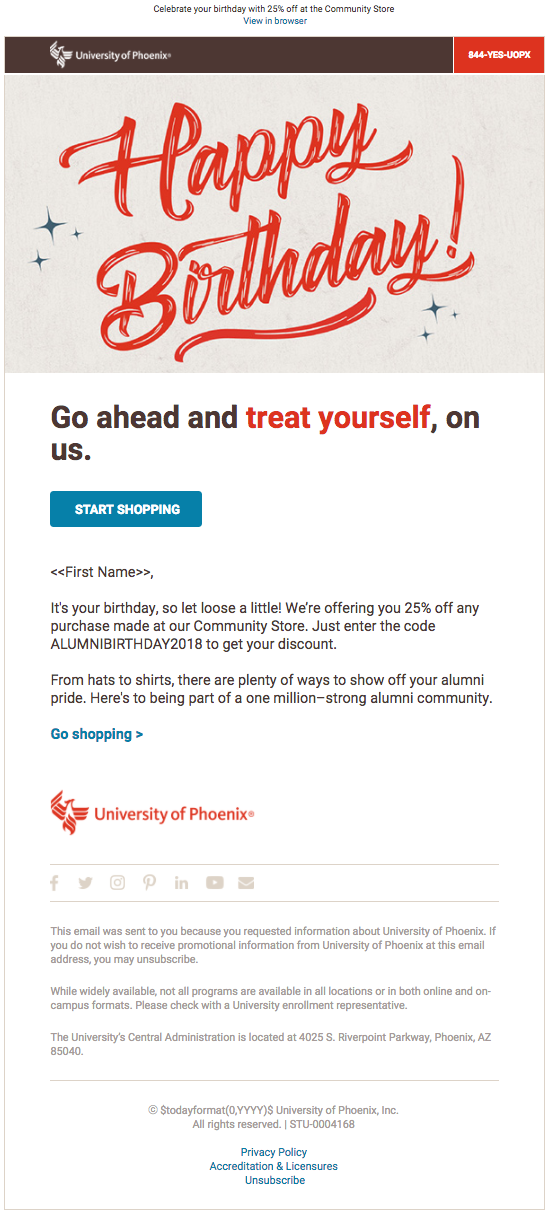 Celebrate your birthday with 25% off at the Community Store
View in browser
University of Phoenix®
844-YES-UOPX
Happy
Birthday!
Go ahead and treat yourself, on
us.
START SHOPPING
<<First Name>>,
It's your birthday, so let loose a little! We're offering you 25% off any
purchase made at our Community Store. Just enter the code
ALUMNIBIRTHDAY2018 to get your discount.
From hats to shirts, there are plenty of ways to show off your alumni
pride. Here's to being part of a one million–strong alumni community.
Go shopping >
University of Phoenix®
This email was sent to you because you requested information about University of Phoenix. If
you do not wish to receive promotional information from University of Phoenix at this email
address, you may unsubscribe.
While widely available, not all programs are available in all locations or in both online and on-
campus formats. Please check with a University enrollment representative.
The University's Central Administration is located at 4025 S. Riverpoint Parkway, Phoenix, AZ
85040.
© $todayformat(0,YYYY)$ University of Phoenix, Inc.
All rights reserved. | STU-0004168
Privacy Policy
Accreditation & Licensures
Unsubscribe